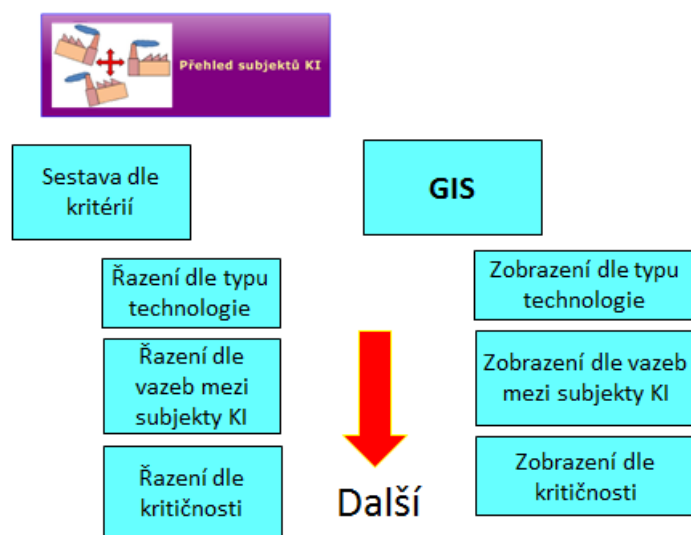 Přehled subjektů KI
Sestava dle
kritérií
GIS
Řazení dle typu
technologie
Řazení dle
vazeb mezi
subjekty KI
Řazení dle
kritičnosti
Zobrazení dle typu
technologie
Zobrazení dle vazeb
mezi subjekty KI
Zobrazení dle
kritičnosti
Další